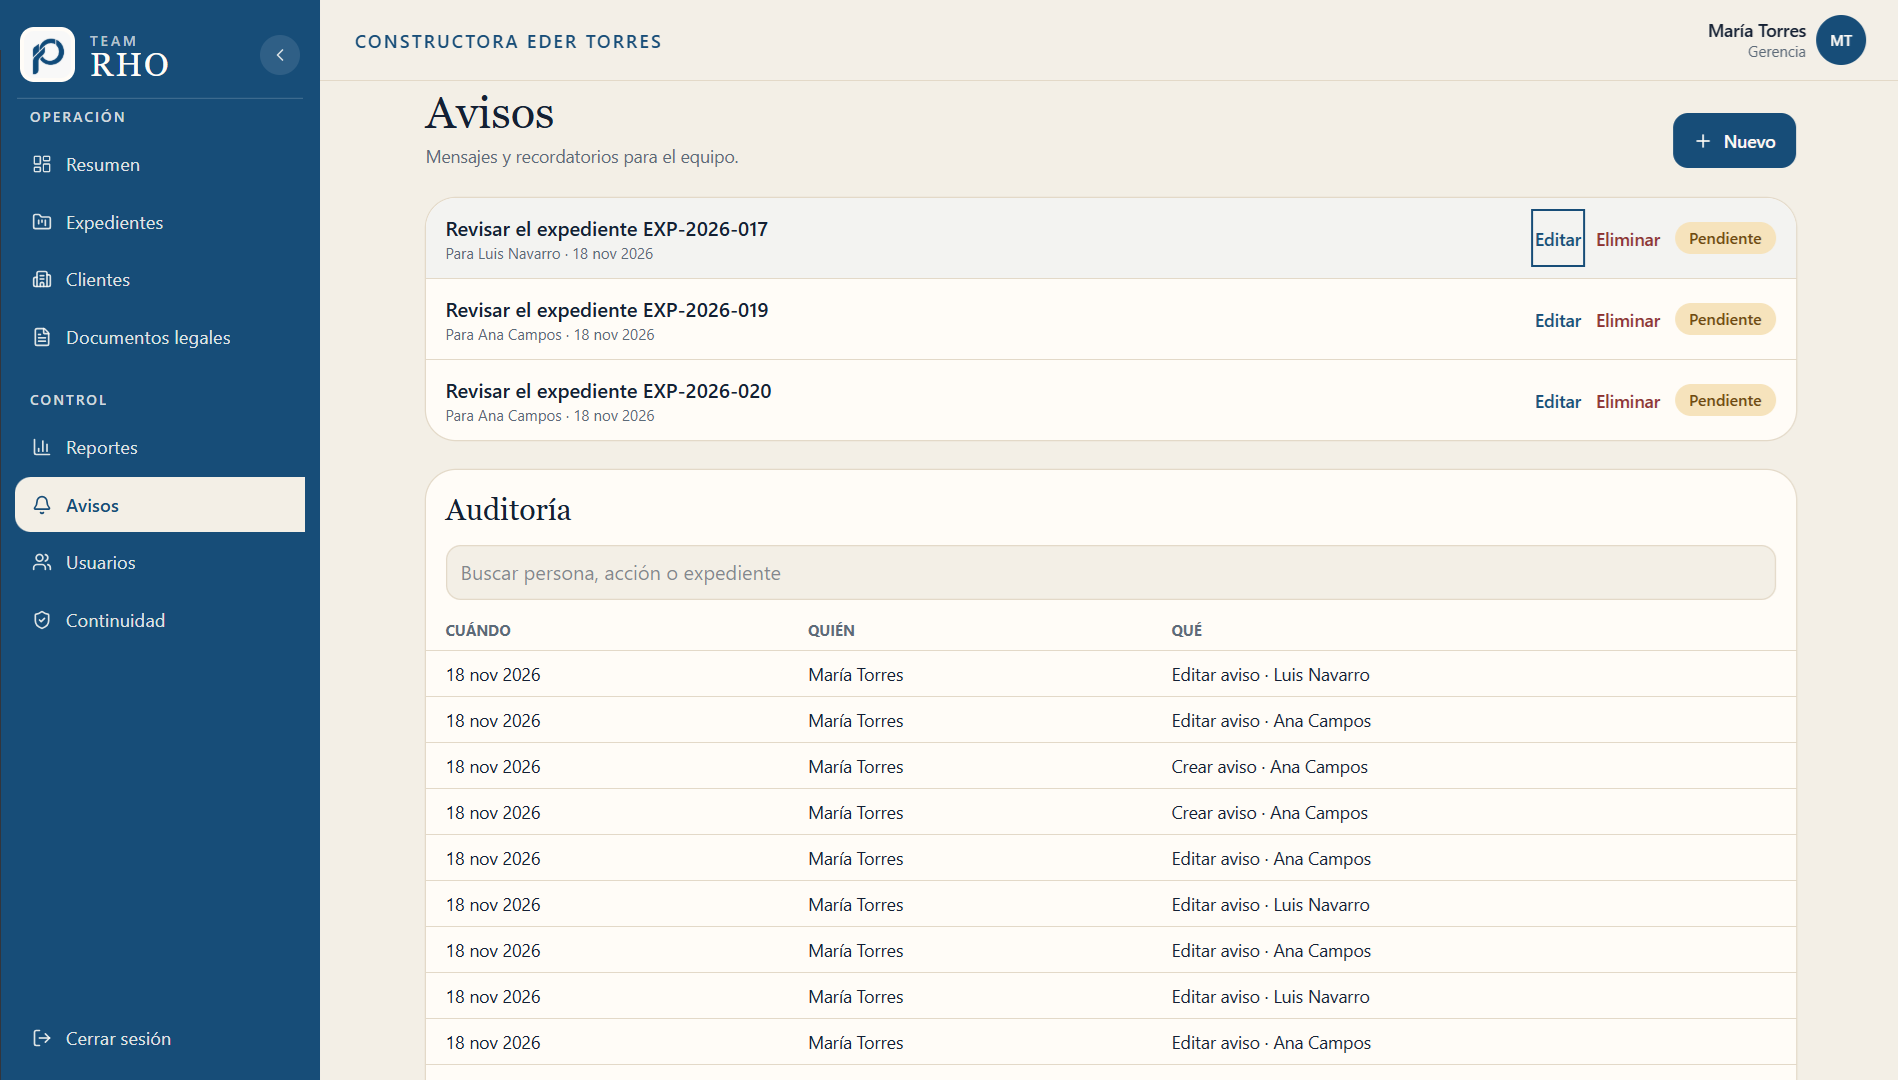 TEAM
RHO
OPERACIÓN
Resumen
Expedientes
Clientes
Documentos legales
CONTROL
Reportes
Avisos
Usuarios
Continuidad
Cerrar sesión
CONSTRUCTORA EDER TORRES
María Torres
Gerencia
MT
Avisos
Mensajes y recordatorios para el equipo.
Nuevo
Revisar el expediente EXP-2026-017
Para Luis Navarro · 18 nov 2026
Editar Eliminar Pendiente
Revisar el expediente EXP-2026-019
Para Ana Campos · 18 nov 2026
Editar Eliminar Pendiente
Revisar el expediente EXP-2026-020
Para Ana Campos · 18 nov 2026
Editar Eliminar Pendiente
Auditoría
Buscar persona, acción o expediente
CUÁNDO QUIÉN QUÉ
18 nov 2026 María Torres Editar aviso · Luis Navarro
18 nov 2026 María Torres Editar aviso · Ana Campos
18 nov 2026 María Torres Crear aviso · Ana Campos
18 nov 2026 María Torres Crear aviso · Ana Campos
18 nov 2026 María Torres Editar aviso · Ana Campos
18 nov 2026 María Torres Editar aviso · Luis Navarro
18 nov 2026 María Torres Editar aviso · Ana Campos
18 nov 2026 María Torres Editar aviso · Luis Navarro
18 nov 2026 María Torres Editar aviso · Ana Campos